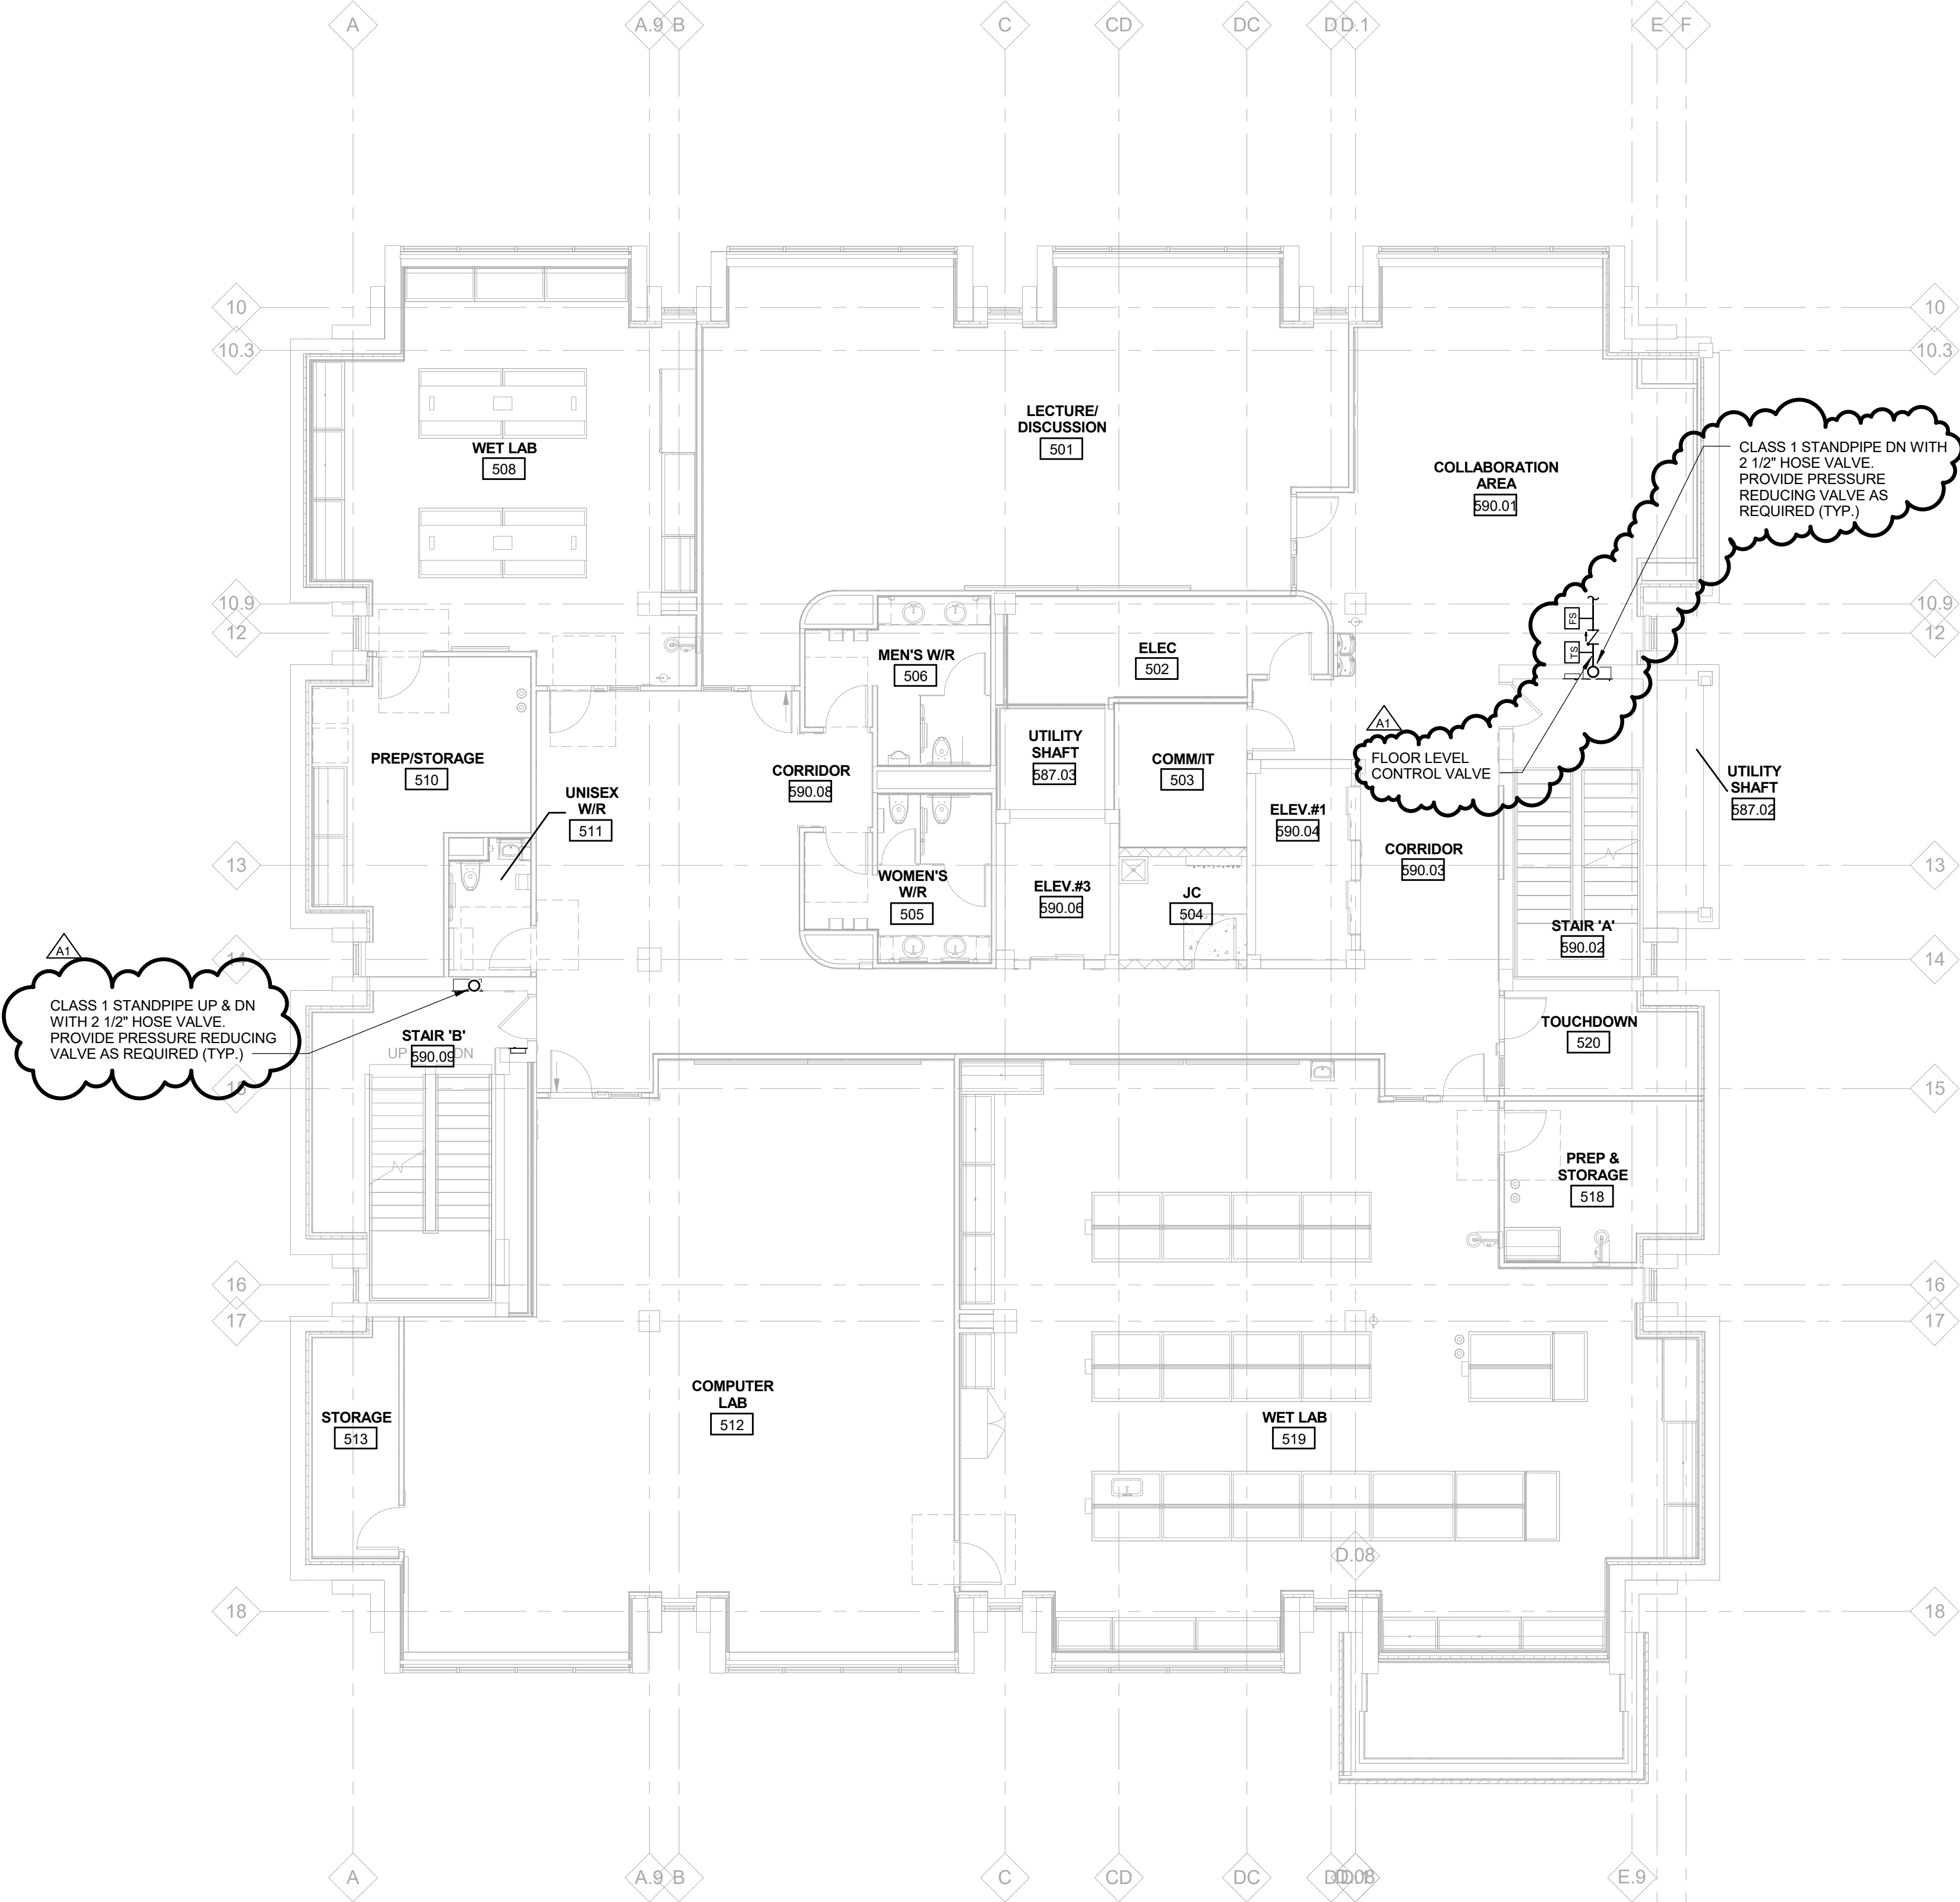 A
A.9
B
C
CD
DC
D
D.1
E
F
10
10
10.3
10.3
LECTURE/
DISCUSSION
501
WET LAB
508
COLLABORATION
AREA
590.01
CLASS 1 STANDPIPE DN WITH
2 1/2" HOSE VALVE.
PROVIDE PRESSURE
REDUCING VALVE AS
REQUIRED (TYP.)
10.9
10.9
12
12
FS
TS
MEN'S W/R
506
ELEC
502
A1
FLOOR LEVEL
CONTROL VALVE
PREP/STORAGE
510
CORRIDOR
590.08
UTILITY
SHAFT
587.03
COMM/IT
503
UTILITY
SHAFT
587.02
UNISEX
W/R
511
ELEV.#1
590.04
CORRIDOR
590.03
13
13
WOMEN'S
W/R
505
ELEV.#3
590.06
JC
504
STAIR 'A'
590.02
A1
14
14
CLASS 1 STANDPIPE UP & DN
WITH 2 1/2" HOSE VALVE.
PROVIDE PRESSURE REDUCING
VALVE AS REQUIRED (TYP.)
STAIR 'B'
UP
590.09
DN
TOUCHDOWN
520
15
15
PREP &
STORAGE
518
16
16
17
17
COMPUTER
LAB
512
STORAGE
513
WET LAB
519
D.08
18
18
A
A.9
B
C
CD
DC
D
D.08
E.9